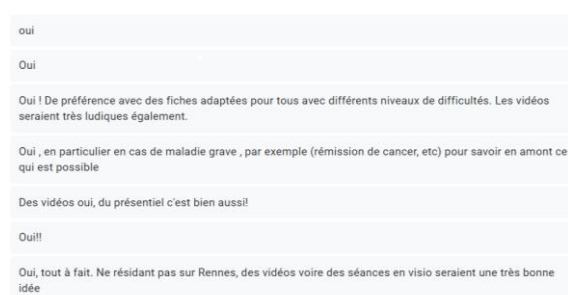 oui
Oui
Oui ! De préférence avec des fiches adaptées pour tous avec différents niveaux de difficultés. Les vidéos
seraient très ludiques également.
Oui , en particulier en cas de maladie grave , par exemple (rémission de cancer, etc) pour savoir en amont ce
qui est possible
Des vidéos oui, du présentiel c'est bien aussi!
Oui!!
Oui, tout à fait. Ne résidant pas sur Rennes, des vidéos voire des séances en visio seraient une très bonne
idée